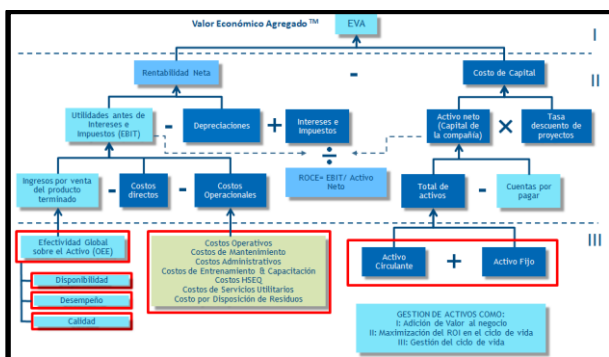 Valor Económico Agregado ™
EVA
I
Rentabilidad Neta
-
Costo de Capital
II
Utilidades antes de
Intereses e
Impuestos (EBIT)
-
Depreciaciones
+
Intereses e
Impuestos
Activo neto
(Capital de
la compañía)
×
Tasa
descuento de
proyectos
÷
ROCE= EBIT/ Activo
Neto
Ingresos por venta
del producto
terminado
-
Costos
directos
-
Costos
Operacionales
Total de
activos
-
Cuentas por
pagar
III
Efectividad Global
sobre el Activo (OEE)
Disponibilidad
Desempeño
Calidad
Costos Operativos
Costos de Mantenimiento
Costos Administrativos
Costos de Entrenamiento & Capacitación
Costos HSEQ
Costos de Servicios Utilitarios
Costo por Disposición de Residuos
Activo
Circulante
+
Activo Fijo
GESTION DE ACTIVOS COMO:
I: Adición de Valor al negocio
II: Maximización del ROI en el ciclo de vida
III: Gestión del ciclo de vida